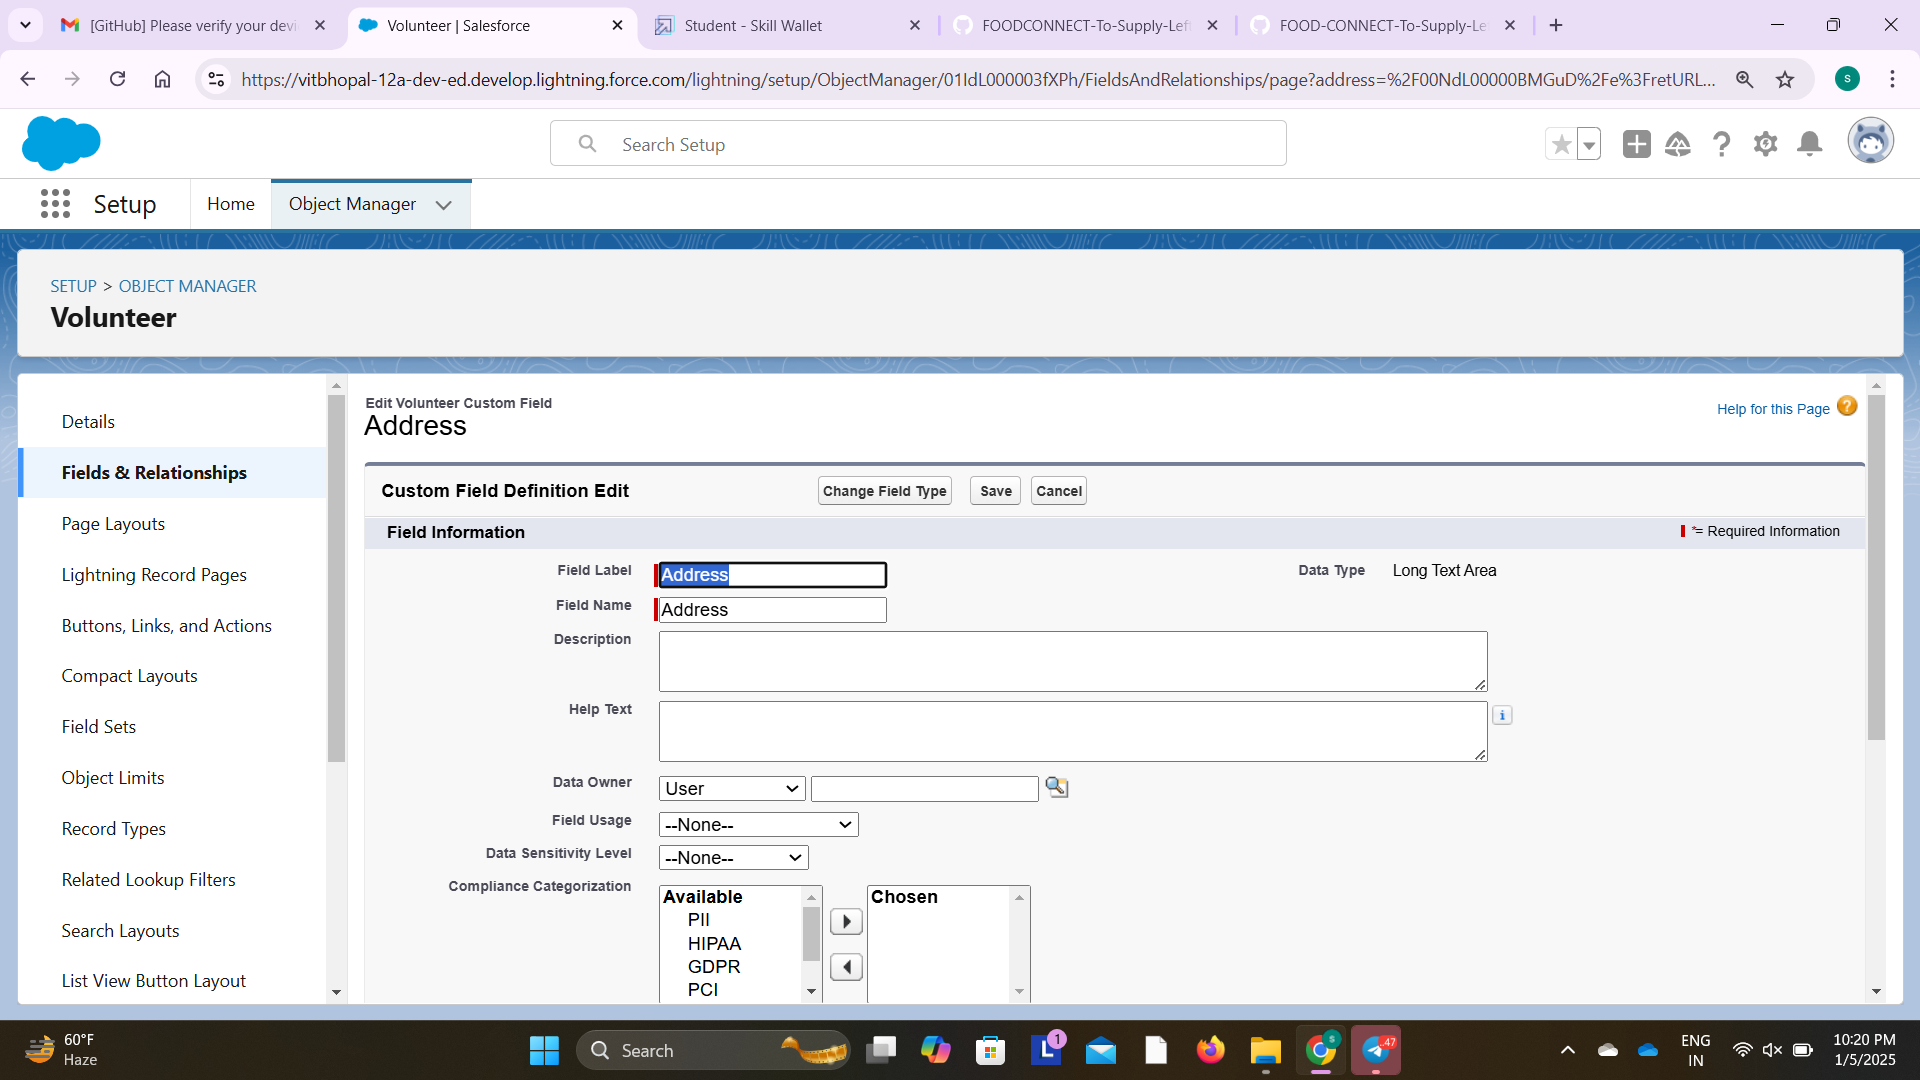 [GitHub] Please verify your devi
Volunteer | Salesforce
Student - Skill Wallet
FOODCONNECT-To-Supply-Left
FOOD-CONNECT-To-Supply-Le
https://vitbhopal-12a-dev-ed.develop.lightning.force.com/lightning/setup/ObjectManager/01IdL000003fXPh/FieldsAndRelationships/page?address=%2F00NdL00000BMGuD%2Fe%3FretURL...
S
Search Setup
Setup
Home
Object Manager
SETUP > OBJECT MANAGER
Volunteer
Details
Fields & Relationships
Page Layouts
Lightning Record Pages
Buttons, Links, and Actions
Compact Layouts
Field Sets
Object Limits
Record Types
Related Lookup Filters
Search Layouts
List View Button Layout
Edit Volunteer Custom Field
Address
Help for this Page
Custom Field Definition Edit
Change Field Type
Save
Cancel
Field Information
*= Required Information
Field Label
Address
Data Type
Long Text Area
Field Name
Address
Description
Help Text
Data Owner
User
Field Usage
--None--
Data Sensitivity Level
--None--
Compliance Categorization
Available
PII
HIPAA
GDPR
PCI
Chosen
60°F
Haze
Search
L
1
S
.47
ENG
IN
10:20 PM
1/5/2025